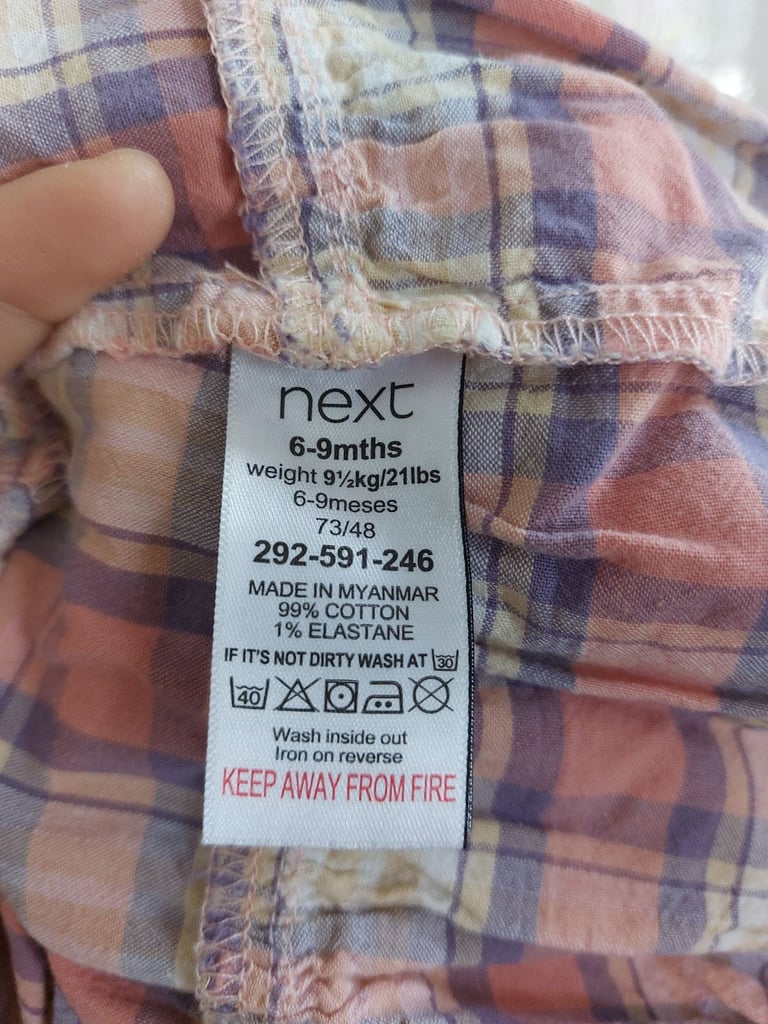 next
6-9mths
weight 9½kg/21lbs
6-9meses
73/48
292-591-246
MADE IN MYANMAR
99% COTTON
1% ELASTANE
IF IT'S NOT DIRTY WASH AT 30
40
Wash inside out
Iron on reverse
KEEP AWAY FROM FIRE